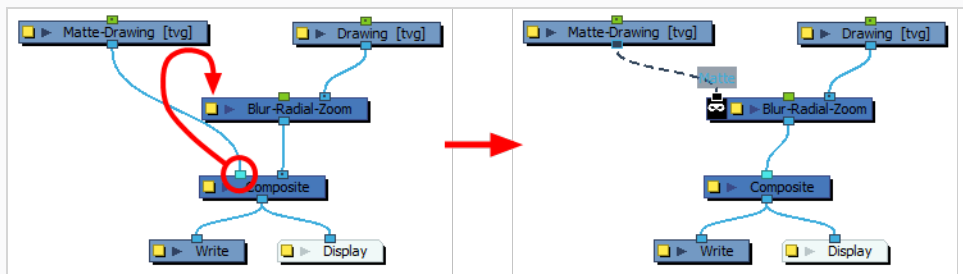 Matte-Drawing [tvg]
Drawing [tvg]
Blur-Radial-Zoom
Composite
Write
Display
Matte-Drawing [tvg]
Drawing [tvg]
Matte
Blur-Radial-Zoom
Composite
Write
Display